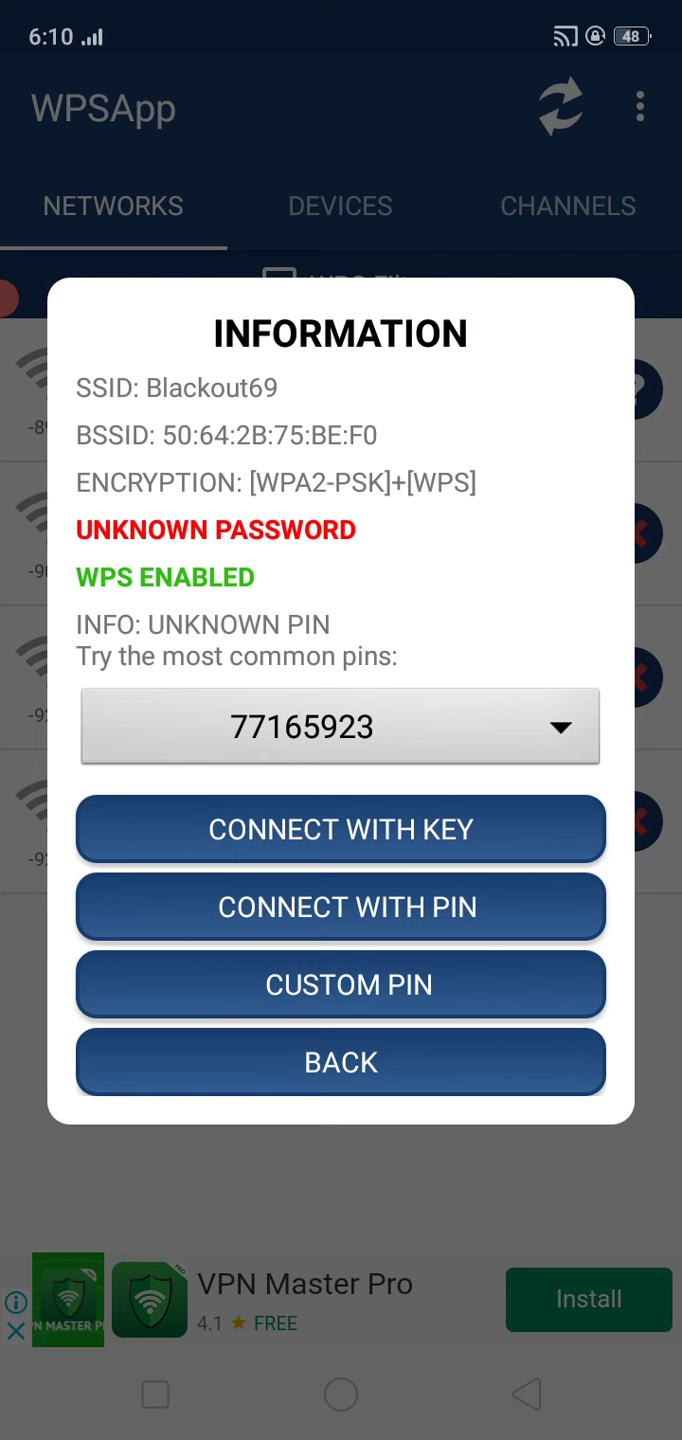 6:10
48
WPSApp
NETWORKS
DEVICES
CHANNELS
INFORMATION
SSID: Blackout69
BSSID: 50:64:2B:75:BE:F0
ENCRYPTION: [WPA2-PSK]+[WPS]
UNKNOWN PASSWORD
WPS ENABLED
INFO: UNKNOWN PIN
Try the most common pins:
77165923
CONNECT WITH KEY
CONNECT WITH PIN
CUSTOM PIN
BACK
VPN Master Pro
4.1 ★ FREE
Install